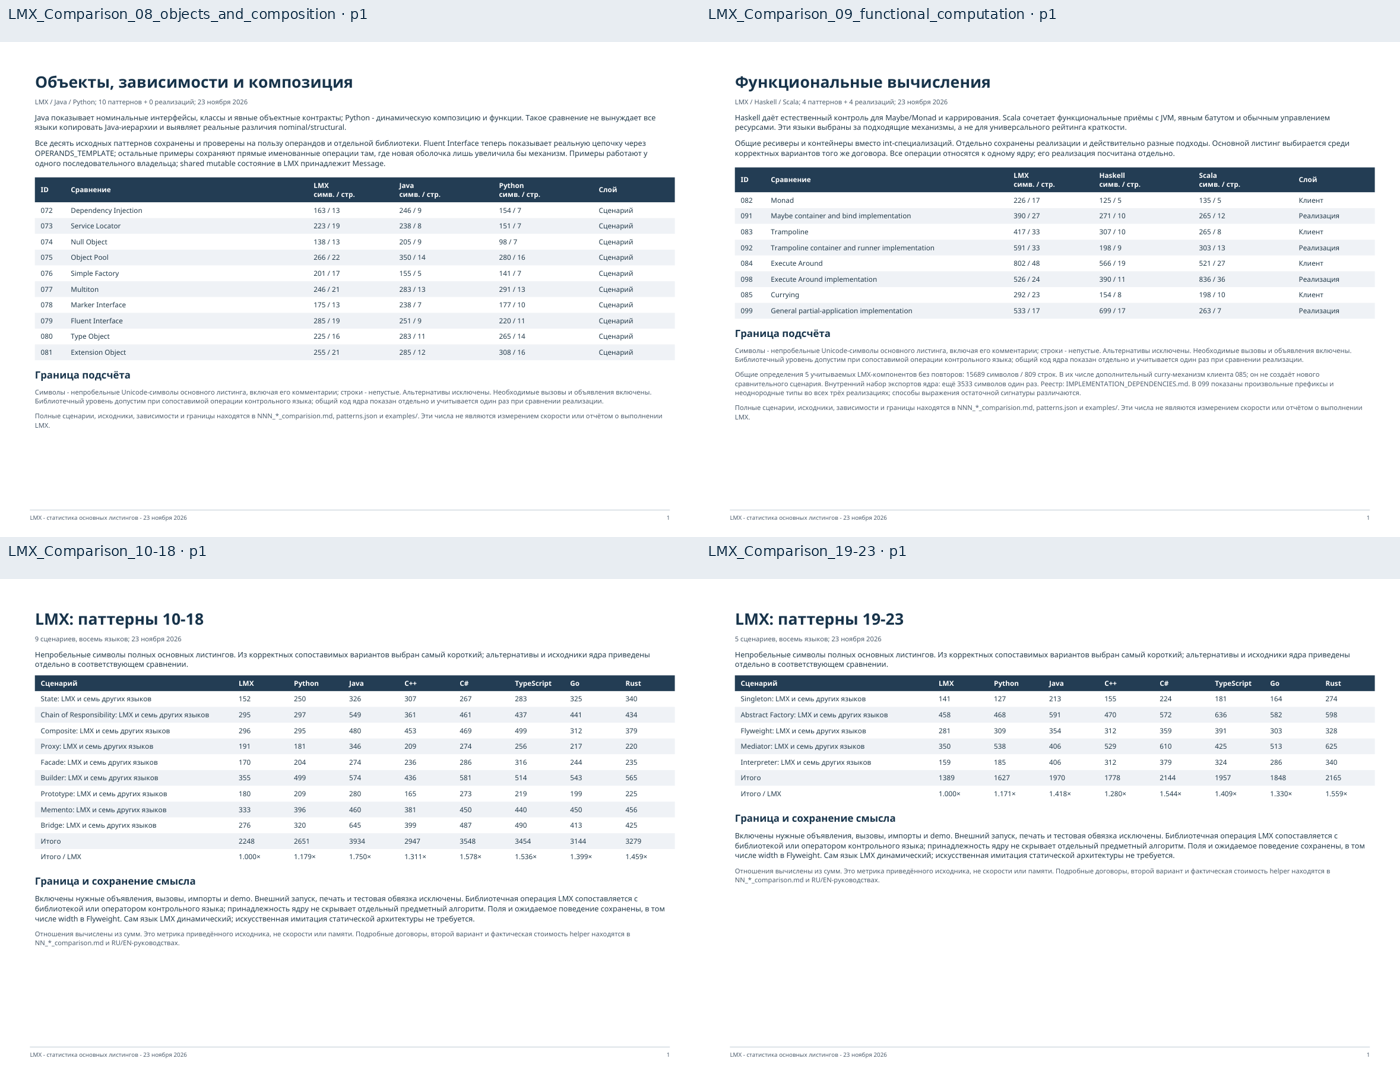 LMX_Comparison_08_objects_and_composition · p1
Объекты, зависимости и композиция
LMX / Java / Python; 10 паттернов + 0 реализаций; 23 ноября 2026
Java показывает номинальные интерфейсы, классы и явные объектные контракты; Python - динамическую композицию и функции. Такое сравнение не вынуждает все
языки копировать Java-иерархии и выявляет реальные различия nominal/structural.
Все десять исходных паттернов сохранены и проверены на пользу операндов и отдельной библиотеки. Fluent Interface теперь показывает реальную цепочку через
OPERANDS_TEMPLATE; остальные примеры сохраняют прямые именованные операции там, где новая оболочка лишь увеличила бы механизм. Примеры работают у
одного последовательного владельца; shared mutable состояние в LMX принадлежит Message.
ID Сравнение LMX симв. / стр. Java симв. / стр. Python симв. / стр. Слой
072 Dependency Injection 163 / 13 246 / 9 154 / 7 Сценарий
073 Service Locator 223 / 19 238 / 8 151 / 7 Сценарий
074 Null Object 138 / 13 205 / 9 98 / 7 Сценарий
075 Object Pool 266 / 22 350 / 14 280 / 16 Сценарий
076 Simple Factory 201 / 17 155 / 5 141 / 7 Сценарий
077 Multiton 246 / 21 283 / 13 291 / 13 Сценарий
078 Marker Interface 175 / 13 238 / 7 177 / 10 Сценарий
079 Fluent Interface 285 / 19 251 / 9 220 / 11 Сценарий
080 Type Object 225 / 16 283 / 11 265 / 14 Сценарий
081 Extension Object 255 / 21 285 / 12 308 / 16 Сценарий
Граница подсчёта
Символы - непробельные Unicode-символы основного листинга, включая его комментарии; строки - непустые. Альтернативы исключены. Необходимые вызовы и объявления включены.
Библиотечный уровень допустим при сопоставимой операции контрольного языка; общий код ядра показан отдельно и учитывается один раз при сравнении реализации.
Полные сценарии, исходники, зависимости и границы находятся в NNN_*_comparision.md, patterns.json и examples/. Эти числа не являются измерением скорости или отчётом о выполнении
LMX.
LMX - статистика основных листингов - 23 ноября 2026 1
LMX_Comparison_09_functional_computation · p1
Функциональные вычисления
LMX / Haskell / Scala; 4 паттернов + 4 реализаций; 23 ноября 2026
Haskell даёт естественный контроль для Maybe/Monad и каррирования. Scala сочетает функциональные приёмы с JVM, явным батутом и обычным управлением
ресурсами. Эти языки выбраны за подходящие механизмы, а не для универсального рейтинга краткости.
Общие ресиверы и контейнеры вместо int-специализаций. Отдельно сохранены реализации и действительно разные подходы. Основной листинг выбирается среди
корректных вариантов того же договора. Все операции относятся к одному ядру; его реализация посчитана отдельно.
ID Сравнение LMX симв. / стр. Haskell симв. / стр. Scala симв. / стр. Слой
082 Monad 226 / 17 125 / 5 135 / 5 Клиент
091 Maybe container and bind implementation 390 / 27 271 / 10 265 / 12 Реализация
083 Trampoline 417 / 33 307 / 10 265 / 8 Клиент
092 Trampoline container and runner implementation 591 / 33 198 / 9 303 / 13 Реализация
084 Execute Around 802 / 48 566 / 19 521 / 27 Клиент
098 Execute Around implementation 526 / 24 390 / 11 836 / 36 Реализация
085 Currying 292 / 23 154 / 8 198 / 10 Клиент
099 General partial-application implementation 533 / 17 699 / 17 263 / 7 Реализация
Граница подсчёта
Символы - непробельные Unicode-символы основного листинга, включая его комментарии; строки - непустые. Альтернативы исключены. Необходимые вызовы и объявления включены.
Библиотечный уровень допустим при сопоставимой операции контрольного языка; общий код ядра показан отдельно и учитывается один раз при сравнении реализации.
Общие определения 5 учитываемых LMX-компонентов без повторов: 15689 символов / 809 строк. В их числе дополнительный curry-механизм клиента 085; он не создаёт нового
сравнительного сценария. Внутренний набор экспортов ядра: ещё 3533 символов один раз. Реестр: IMPLEMENTATION_DEPENDENCIES.md. В 099 показаны произвольные префиксы и
неоднородные типы во всех трёх реализациях; способы выражения остаточной сигнатуры различаются.
Полные сценарии, исходники, зависимости и границы находятся в NNN_*_comparision.md, patterns.json и examples/. Эти числа не являются измерением скорости или отчётом о выполнении
LMX.
LMX - статистика основных листингов - 23 ноября 2026 1
LMX_Comparison_10-18 · p1
LMX: паттерны 10-18
9 сценариев, восемь языков; 23 ноября 2026
Непробельные символы полных основных листингов. Из корректных сопоставимых вариантов выбран самый короткий; альтернативы и исходники ядра приведены
отдельно в соответствующем сравнении.
Сценарий LMX Python Java C++ C# TypeScript Go Rust
State: LMX и семь других языков 152 250 326 307 267 283 325 340
Chain of Responsibility: LMX и семь других языков 295 297 549 361 461 437 441 434
Composite: LMX и семь других языков 296 295 480 453 469 499 312 379
Proxy: LMX и семь других языков 191 181 346 209 274 256 217 220
Facade: LMX и семь других языков 170 204 274 236 286 316 244 235
Builder: LMX и семь других языков 355 499 574 436 581 514 543 565
Prototype: LMX и семь других языков 180 209 280 165 273 219 199 225
Memento: LMX и семь других языков 333 396 460 381 450 440 450 456
Bridge: LMX и семь других языков 276 320 645 399 487 490 413 425
Итого 2248 2651 3934 2947 3548 3454 3144 3279
Итого / LMX 1.000× 1.179× 1.750× 1.311× 1.578× 1.536× 1.399× 1.459×
Граница и сохранение смысла
Включены нужные объявления, вызовы, импорты и demo. Внешний запуск, печать и тестовая обвязка исключены. Библиотечная операция LMX сопоставляется с
библиотекой или оператором контрольного языка; принадлежность ядру не скрывает отдельный предметный алгоритм. Поля и ожидаемое поведение сохранены, в том
числе width в Flyweight. Сам язык LMX динамический; искусственная имитация статической архитектуры не требуется.
Отношения вычислены из сумм. Это метрика приведённого исходника, не скорости или памяти. Подробные договоры, второй вариант и фактическая стоимость helper находятся в
NN_*_comparison.md и RU/EN-руководствах.
LMX - статистика основных листингов - 23 ноября 2026 1
LMX_Comparison_19-23 · p1
LMX: паттерны 19-23
5 сценариев, восемь языков; 23 ноября 2026
Непробельные символы полных основных листингов. Из корректных сопоставимых вариантов выбран самый короткий; альтернативы и исходники ядра приведены
отдельно в соответствующем сравнении.
Сценарий LMX Python Java C++ C# TypeScript Go Rust
Singleton: LMX и семь других языков 141 127 213 155 224 181 164 274
Abstract Factory: LMX и семь других языков 458 468 591 470 572 636 582 598
Flyweight: LMX и семь других языков 281 309 354 312 359 391 303 328
Mediator: LMX и семь других языков 350 538 406 529 610 425 513 625
Interpreter: LMX и семь других языков 159 185 406 312 379 324 286 340
Итого 1389 1627 1970 1778 2144 1957 1848 2165
Итого / LMX 1.000× 1.171× 1.418× 1.280× 1.544× 1.409× 1.330× 1.559×
Граница и сохранение смысла
Включены нужные объявления, вызовы, импорты и demo. Внешний запуск, печать и тестовая обвязка исключены. Библиотечная операция LMX сопоставляется с
библиотекой или оператором контрольного языка; принадлежность ядру не скрывает отдельный предметный алгоритм. Поля и ожидаемое поведение сохранены, в том
числе width в Flyweight. Сам язык LMX динамический; искусственная имитация статической архитектуры не требуется.
Отношения вычислены из сумм. Это метрика приведённого исходника, не скорости или памяти. Подробные договоры, второй вариант и фактическая стоимость helper находятся в
NN_*_comparison.md и RU/EN-руководствах.
LMX - статистика основных листингов - 23 ноября 2026 1